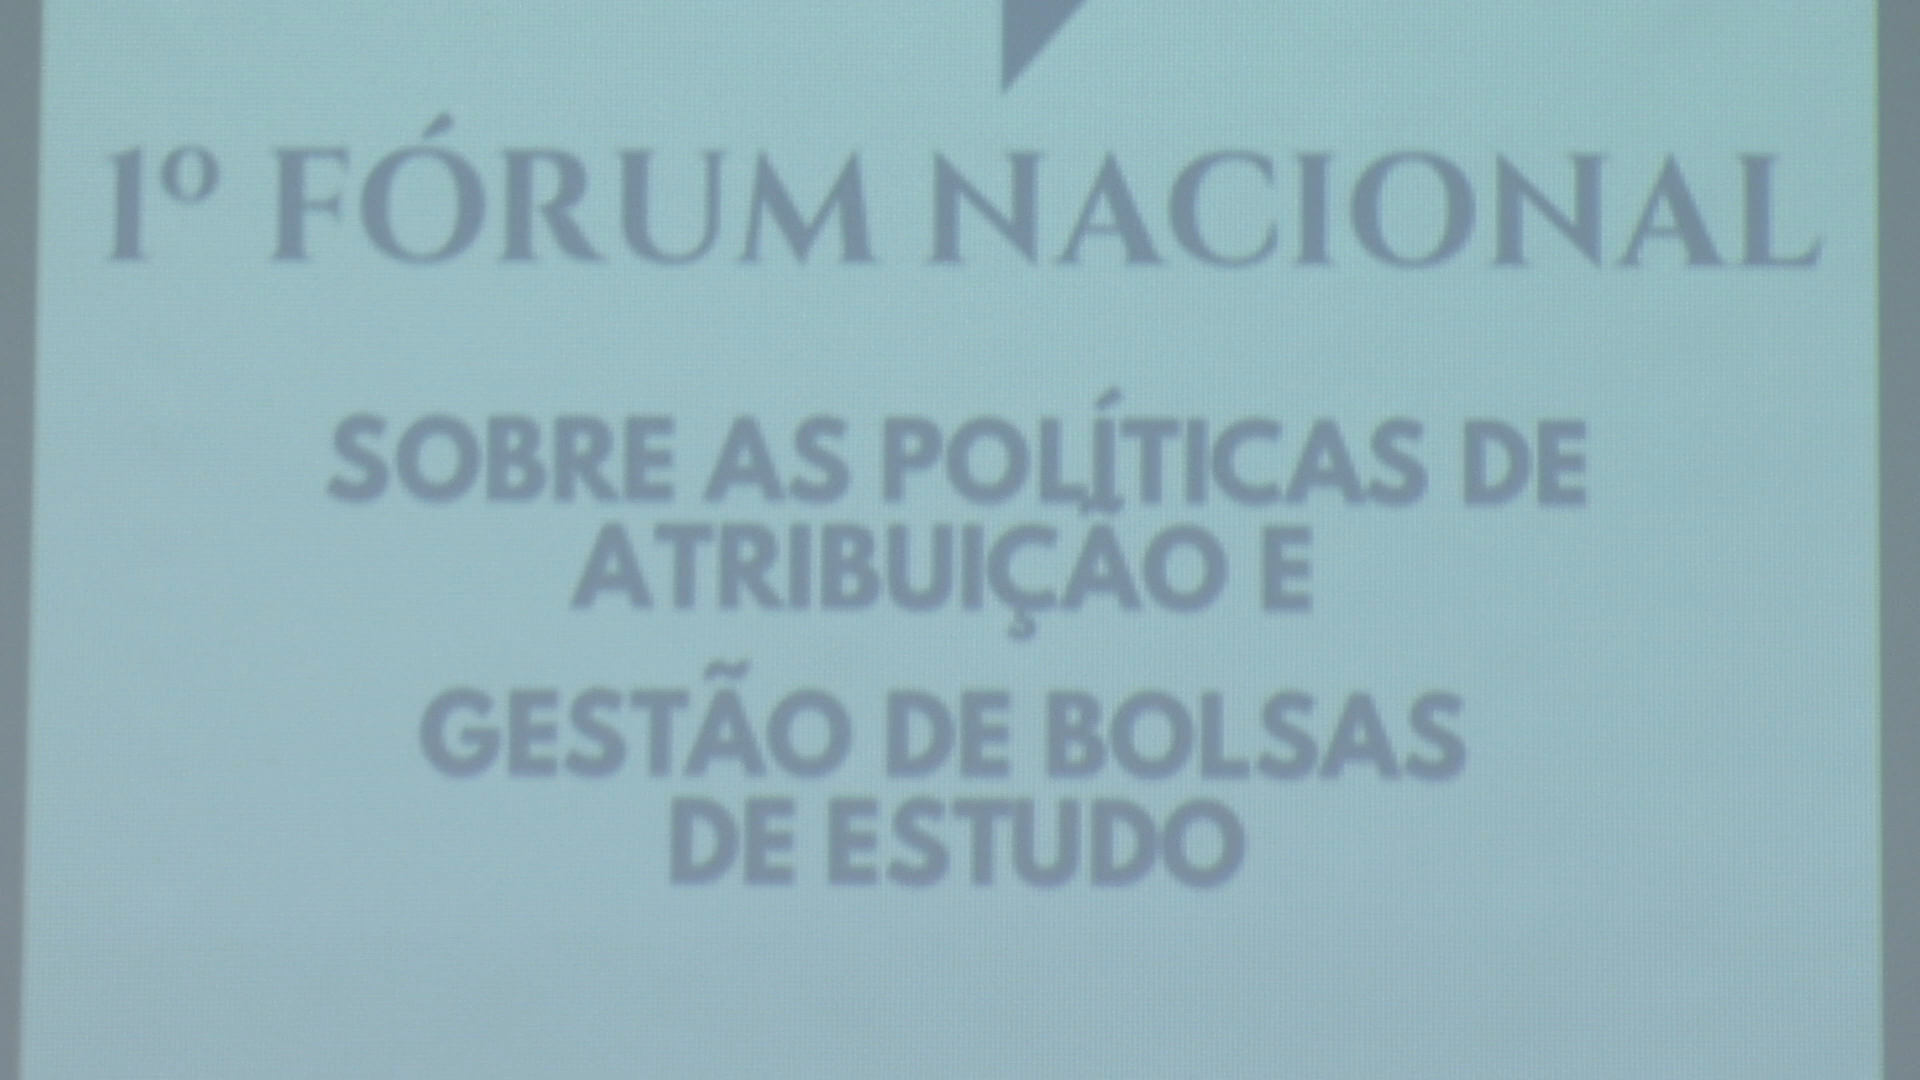 1º FÓRUM NACIONAL
SOBRE AS POLÍTICAS DE
ATRIBUIÇÃO E
GESTÃO DE BOLSAS
DE ESTUDO